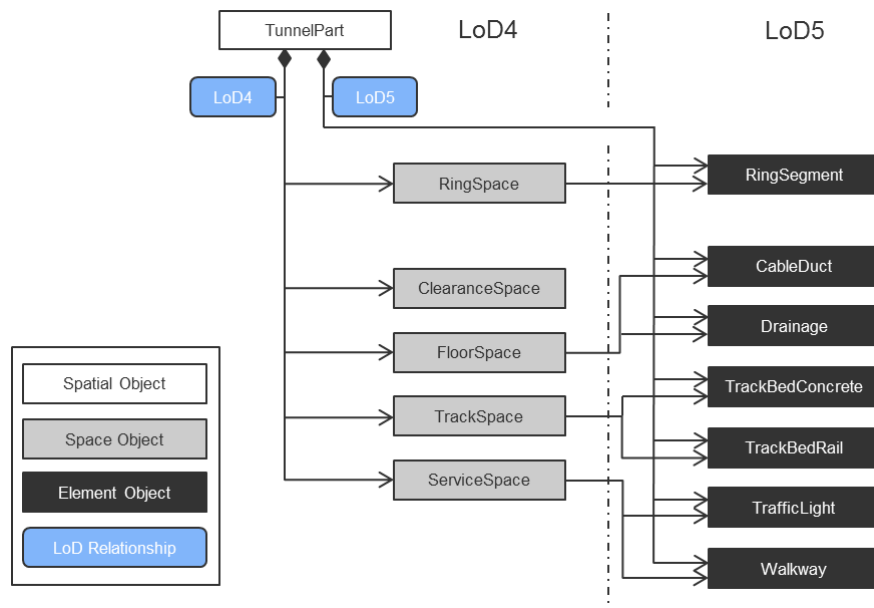 TunnelPart
LoD4
LoD5
LoD4
LoD5
RingSpace
RingSegment
ClearanceSpace
CableDuct
Drainage
FloorSpace
TrackBedConcrete
TrackSpace
TrackBedRail
ServiceSpace
TrafficLight
Walkway
Spatial Object
Space Object
Element Object
LoD Relationship